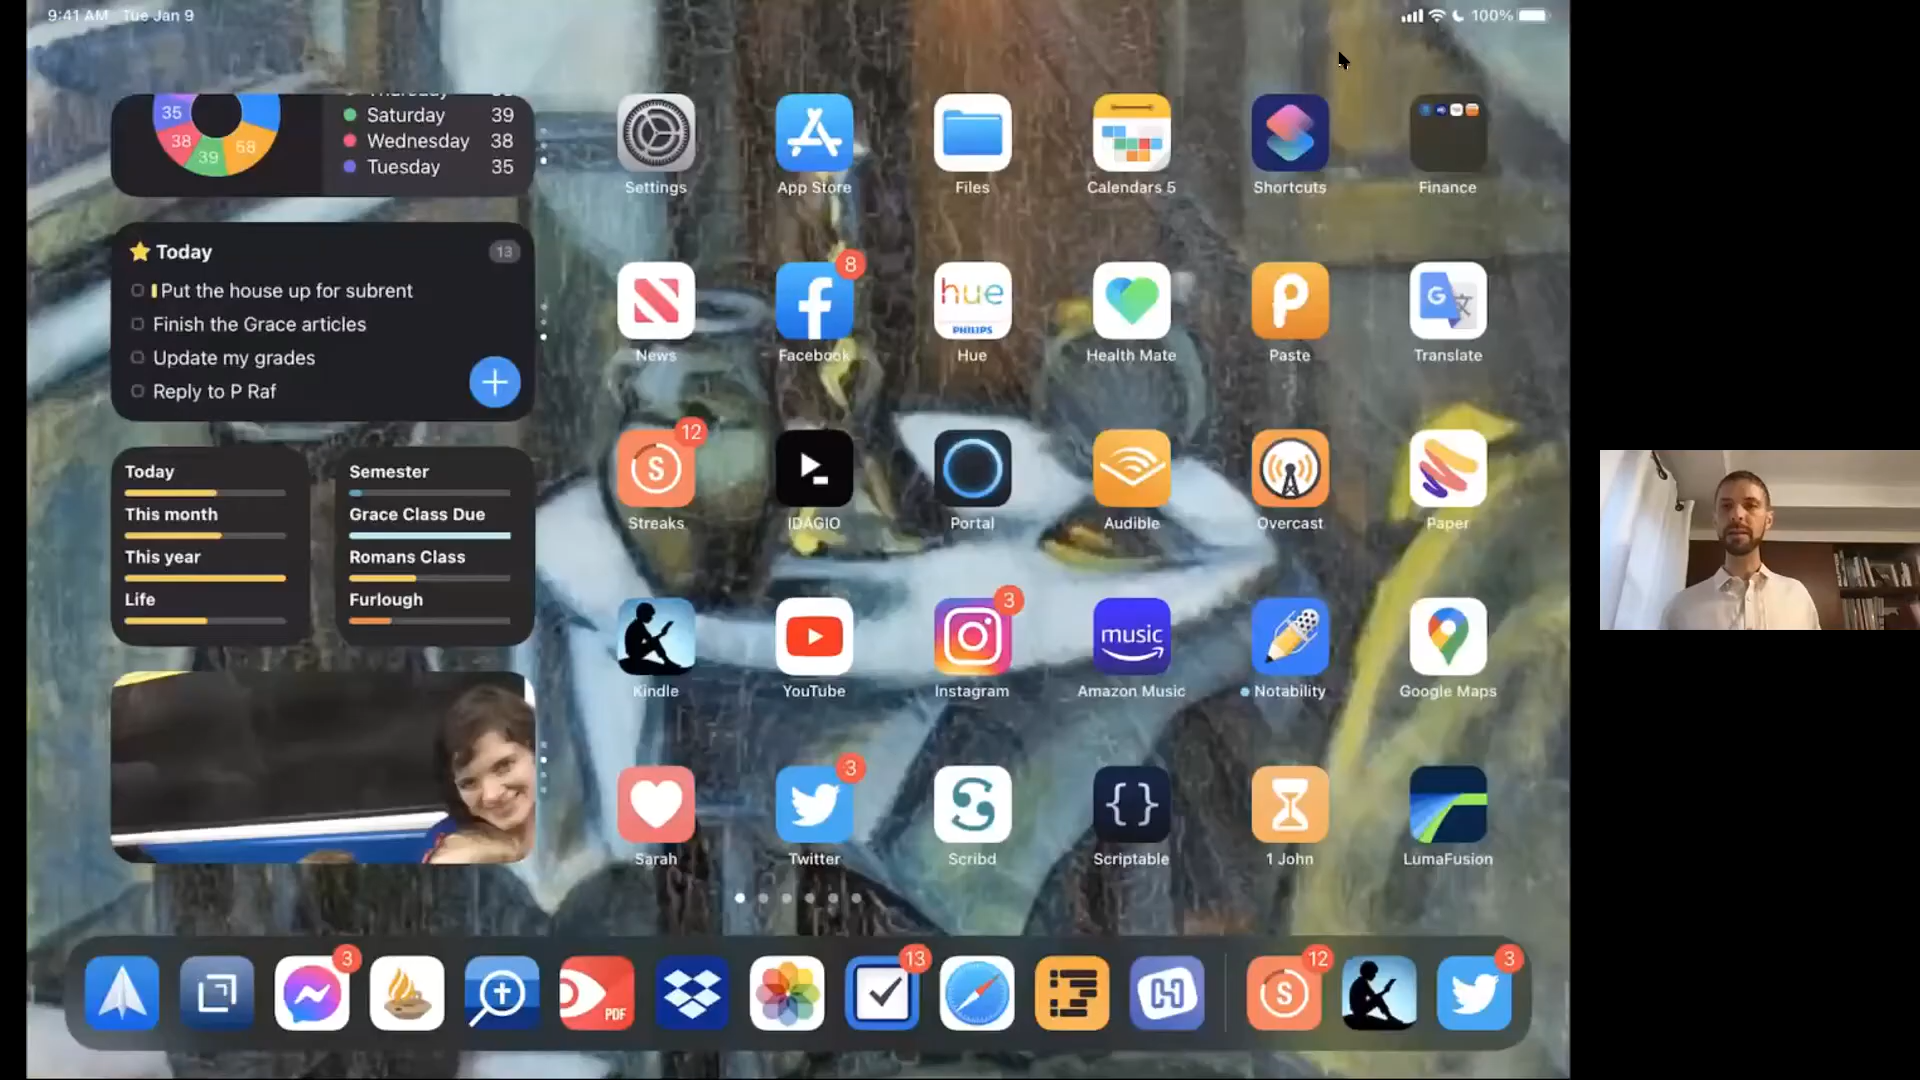 9:41 AM Tue Jan 9
100%
35
38
39
58
Saturday 39
Wednesday 38
Tuesday 35
Today 13
Put the house up for subrent
Finish the Grace articles
Update my grades
Reply to P Raf
Today
This month
This year
Life
Semester
Grace Class Due
Romans Class
Furlough
Settings
App Store
Files
Calendars 5
Shortcuts
Finance
8
hue
PHILIPS
News
Facebook
Hue
Health Mate
Paste
Translate
12
Streaks
IDAGIO
Portal
Audible
Overcast
Paper
3
music
Kindle
YouTube
Instagram
Amazon Music
Notability
Google Maps
3
Sarah
Twitter
Scribd
Scriptable
1 John
LumaFusion
3
PDF
13
12
3